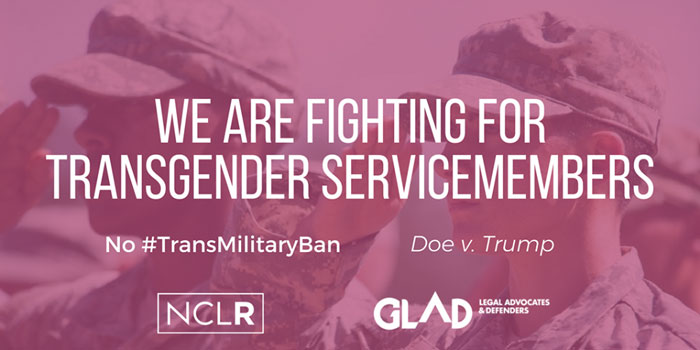 WE ARE FIGHTING FOR
TRANSGENDER SERVICEMEMBERS
No #TransMilitaryBan
Doe v. Trump
NCLR
GLAD
LEGAL ADVOCATES
& DEFENDERS